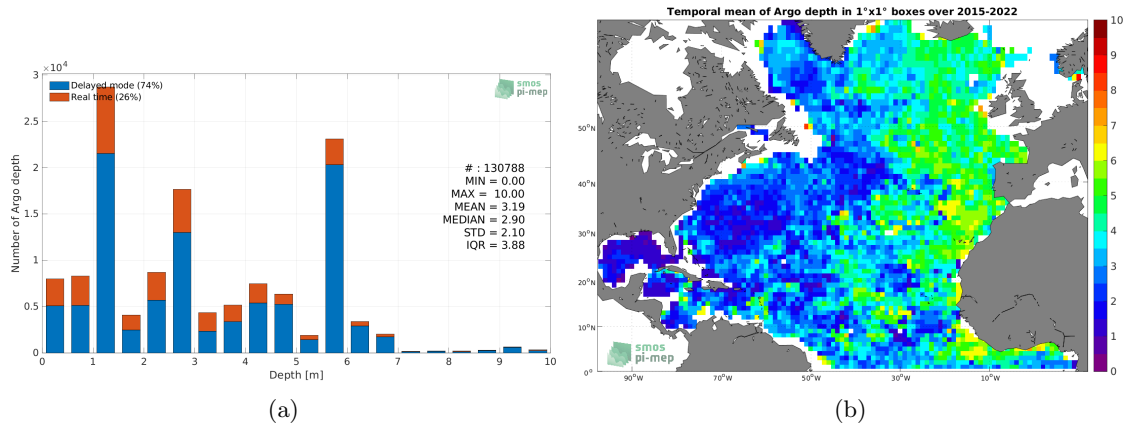 ×10⁴
3
2.5
2
1.5
1
0.5
0
Number of Argo depth
Delayed mode (74%)
Real time (26%)
smos
pi-mep
# : 130788
MIN = 0.00
MAX = 10.00
MEAN = 3.19
MEDIAN = 2.90
STD = 2.10
IQR = 3.88
0 1 2 3 4 5 6 7 8 9 10
Depth [m]
(a)
Temporal mean of Argo depth in 1°x1° boxes over 2015-2022
50°N
40°N
30°N
20°N
10°N
0°
smos
pi-mep
90°W 70°W 50°W 30°W 10°W
10
9
8
7
6
5
4
3
2
1
0
(b)